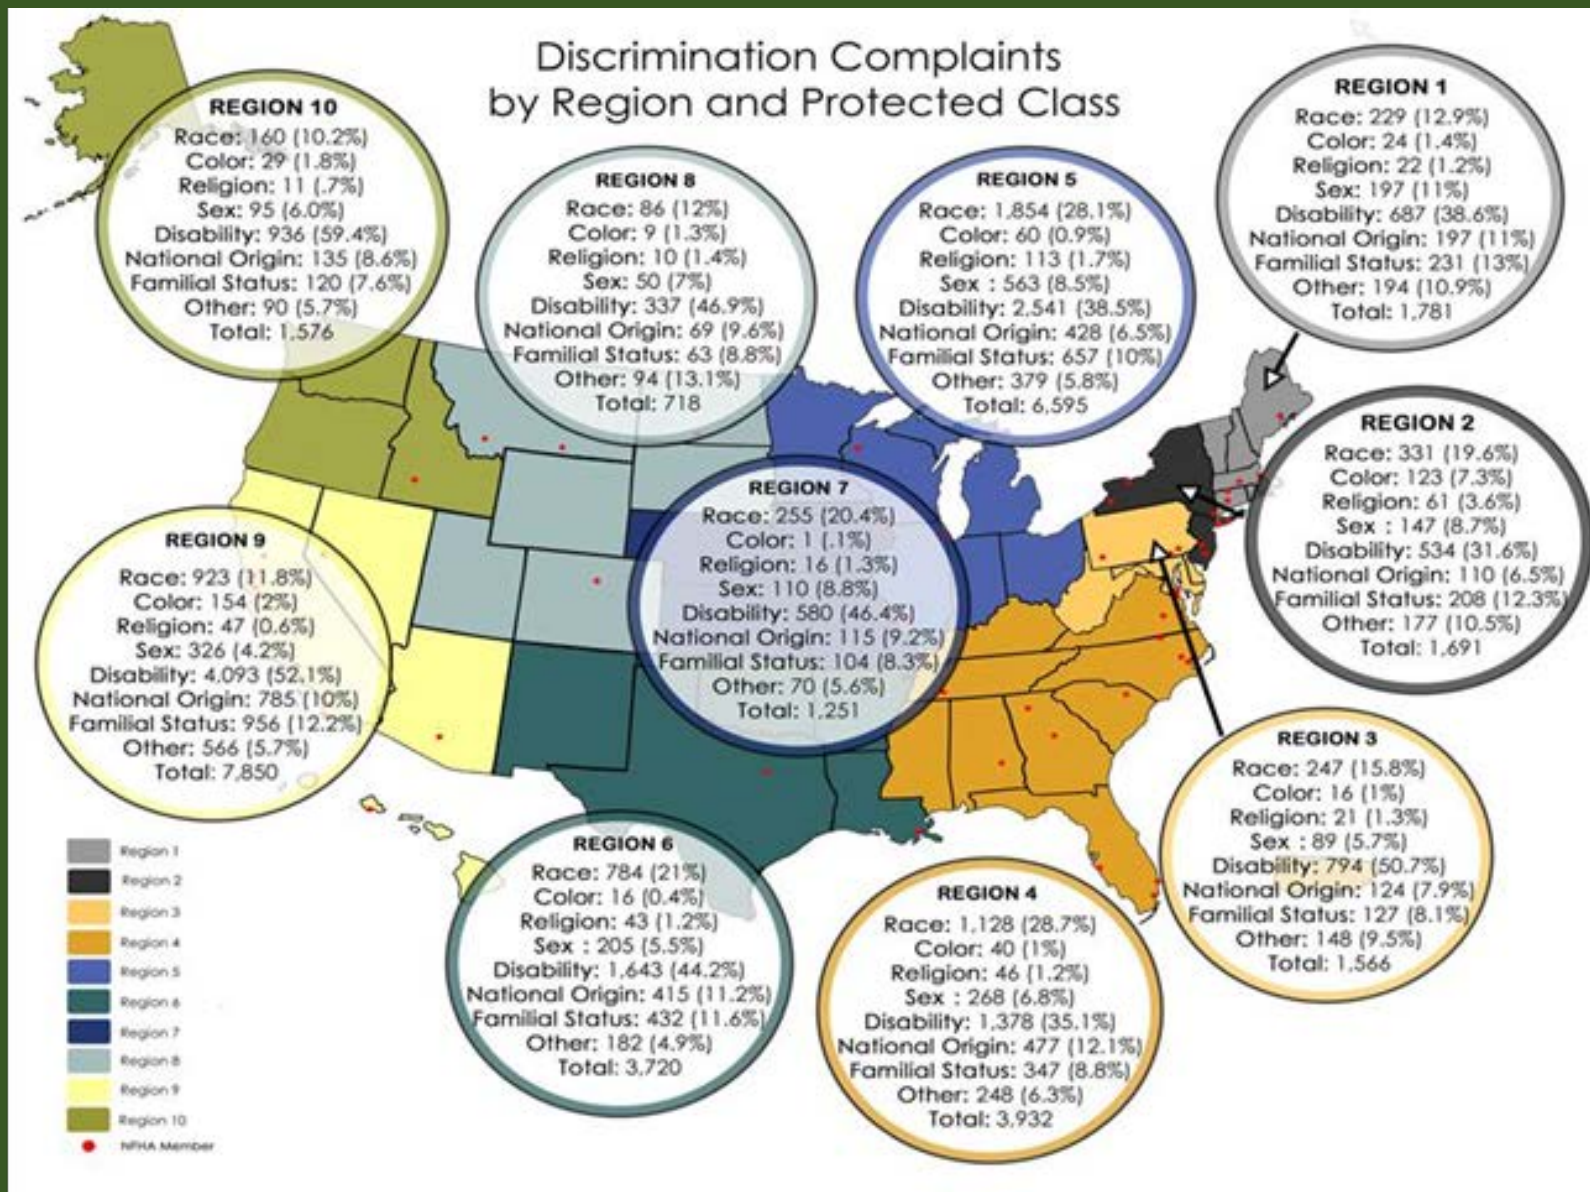 Discrimination Complaints
by Region and Protected Class
REGION 10
Race: 160 (10.2%)
Color: 29 (1.8%)
Religion: 11 (.7%)
Sex: 95 (6.0%)
Disability: 936 (59.4%)
National Origin: 135 (8.6%)
Familial Status: 120 (7.6%)
Other: 90 (5.7%)
Total: 1,576
REGION 8
Race: 86 (12%)
Color: 9 (1.3%)
Religion: 10 (1.4%)
Sex: 50 (7%)
Disability: 337 (46.9%)
National Origin: 69 (9.6%)
Familial Status: 63 (8.8%)
Other: 94 (13.1%)
Total: 718
REGION 5
Race: 1,854 (28.1%)
Color: 60 (0.9%)
Religion: 113 (1.7%)
Sex : 563 (8.5%)
Disability: 2,541 (38.5%)
National Origin: 428 (6.5%)
Familial Status: 657 (10%)
Other: 379 (5.8%)
Total: 6,595
REGION 1
Race: 229 (12.9%)
Color: 24 (1.4%)
Religion: 22 (1.2%)
Sex: 197 (11%)
Disability: 687 (38.6%)
National Origin: 197 (11%)
Familial Status: 231 (13%)
Other: 194 (10.9%)
Total: 1,781
REGION 2
Race: 331 (19.6%)
Color: 123 (7.3%)
Religion: 61 (3.6%)
Sex : 147 (8.7%)
Disability: 534 (31.6%)
National Origin: 110 (6.5%)
Familial Status: 208 (12.3%)
Other: 177 (10.5%)
Total: 1,691
REGION 7
Race: 255 (20.4%)
Color: 1 (.1%)
Religion: 16 (1.3%)
Sex: 110 (8.8%)
Disability: 580 (46.4%)
National Origin: 115 (9.2%)
Familial Status: 104 (8.3%)
Other: 70 (5.6%)
Total: 1,251
REGION 9
Race: 923 (11.8%)
Color: 154 (2%)
Religion: 47 (0.6%)
Sex: 326 (4.2%)
Disability: 4,093 (52.1%)
National Origin: 785 (10%)
Familial Status: 956 (12.2%)
Other: 566 (5.7%)
Total: 7,850
REGION 3
Race: 247 (15.8%)
Color: 16 (1%)
Religion: 21 (1.3%)
Sex : 89 (5.7%)
Disability: 794 (50.7%)
National Origin: 124 (7.9%)
Familial Status: 127 (8.1%)
Other: 148 (9.5%)
Total: 1,566
REGION 6
Race: 784 (21%)
Color: 16 (0.4%)
Religion: 43 (1.2%)
Sex : 205 (5.5%)
Disability: 1,643 (44.2%)
National Origin: 415 (11.2%)
Familial Status: 432 (11.6%)
Other: 182 (4.9%)
Total: 3,720
REGION 4
Race: 1,128 (28.7%)
Color: 40 (1%)
Religion: 46 (1.2%)
Sex : 268 (6.8%)
Disability: 1,378 (35.1%)
National Origin: 477 (12.1%)
Familial Status: 347 (8.8%)
Other: 248 (6.3%)
Total: 3,932
Region 1
Region 2
Region 3
Region 4
Region 5
Region 6
Region 7
Region 8
Region 9
Region 10
NFHA Member